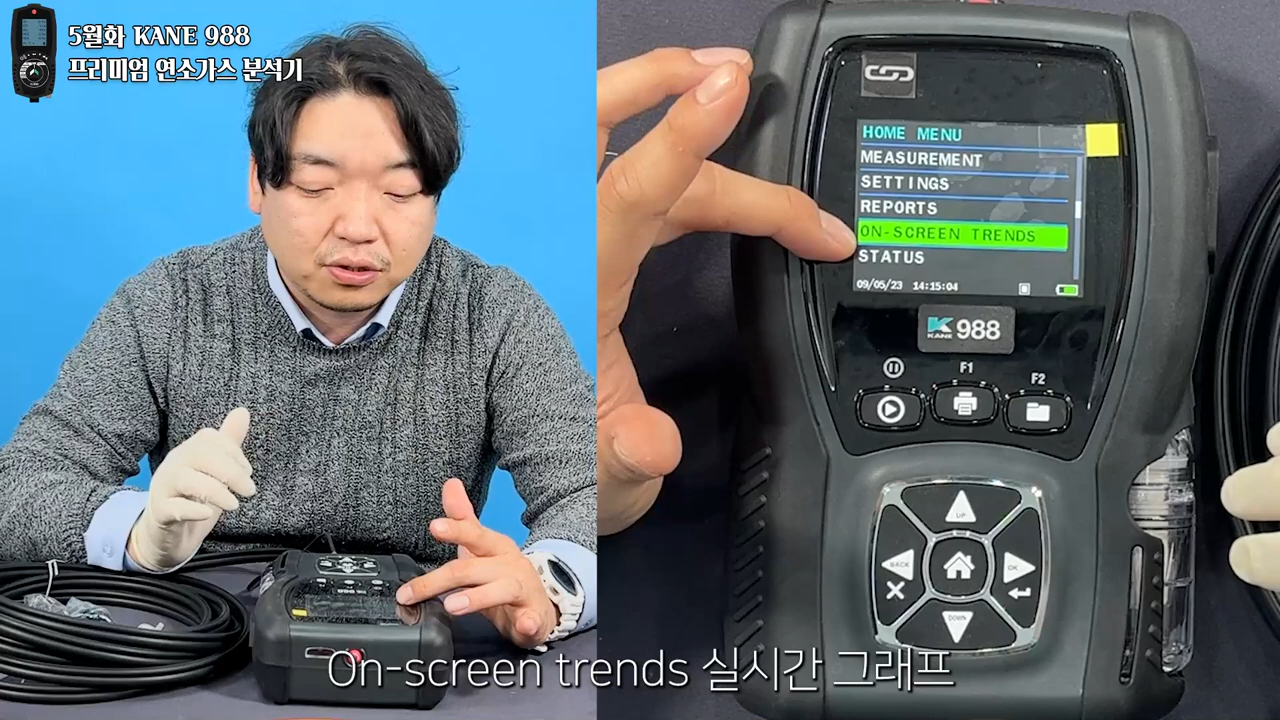 5월화 KANE 988
프리미엄 연소가스 분석기
HOME MENU
MEASUREMENT
SETTINGS
REPORTS
ON-SCREEN TRENDS
STATUS
09/05/23 14:15:04
KANE 988
F1
F2
UP
BACK
OK
DOWN
On-screen trends 실시간 그래프